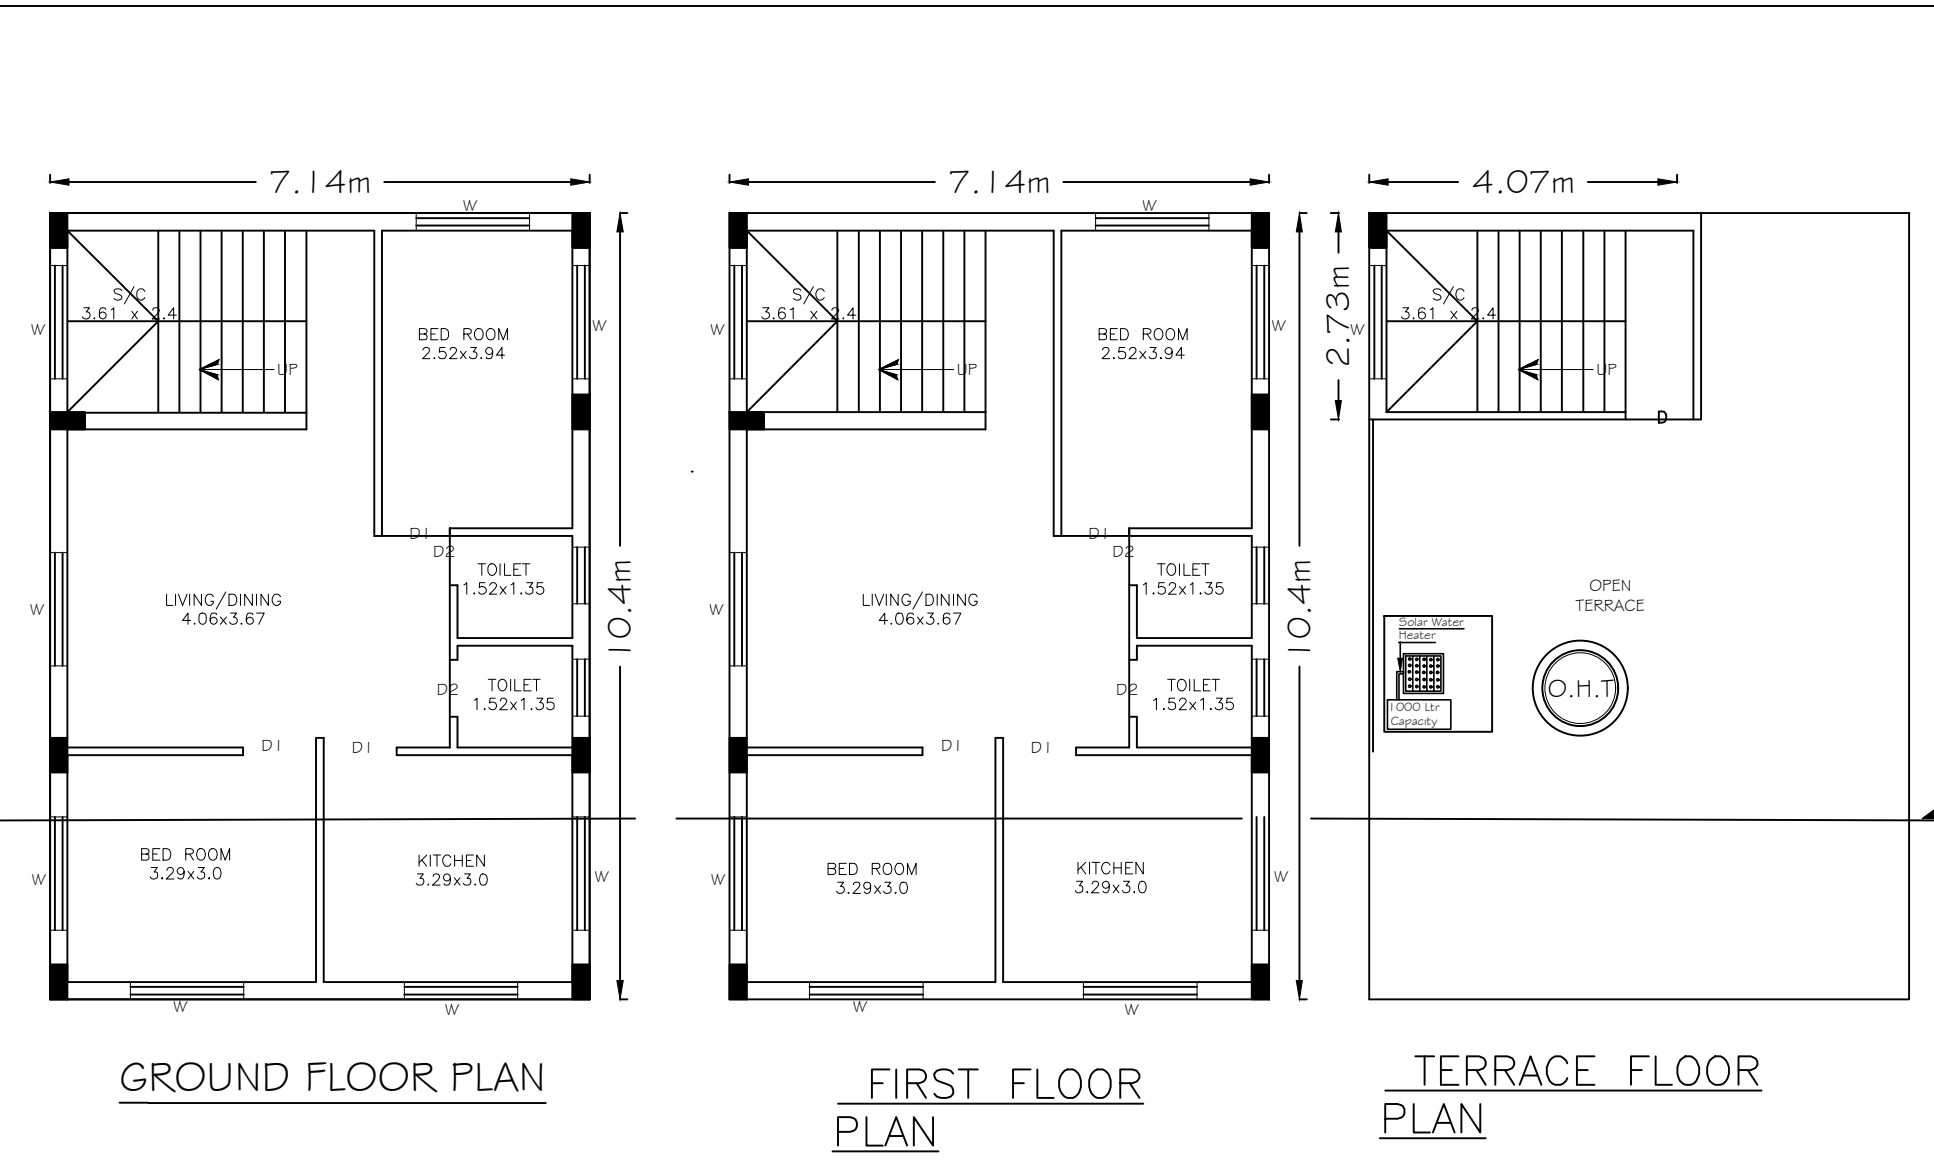 7.14m
W
S/C
3.61 x 2.4
W
UP
BED ROOM
2.52x3.94
W
D1
D2
TOILET
1.52x1.35
10.4m
LIVING/DINING
4.06x3.67
W
D2
TOILET
1.52x1.35
D1
D1
BED ROOM
3.29x3.0
KITCHEN
3.29x3.0
W
W
W
W
GROUND FLOOR PLAN
7.14m
W
S/C
3.61 x 2.4
W
UP
BED ROOM
2.52x3.94
W
D1
D2
TOILET
1.52x1.35
10.4m
LIVING/DINING
4.06x3.67
W
D2
TOILET
1.52x1.35
D1
D1
BED ROOM
3.29x3.0
KITCHEN
3.29x3.0
W
W
W
W
FIRST FLOOR
PLAN
4.07m
2.73m
S/C
3.61 x 2.4
W
UP
D
OPEN
TERRACE
Solar Water
Heater
1000 Ltr
Capacity
O.H.T
TERRACE FLOOR
PLAN